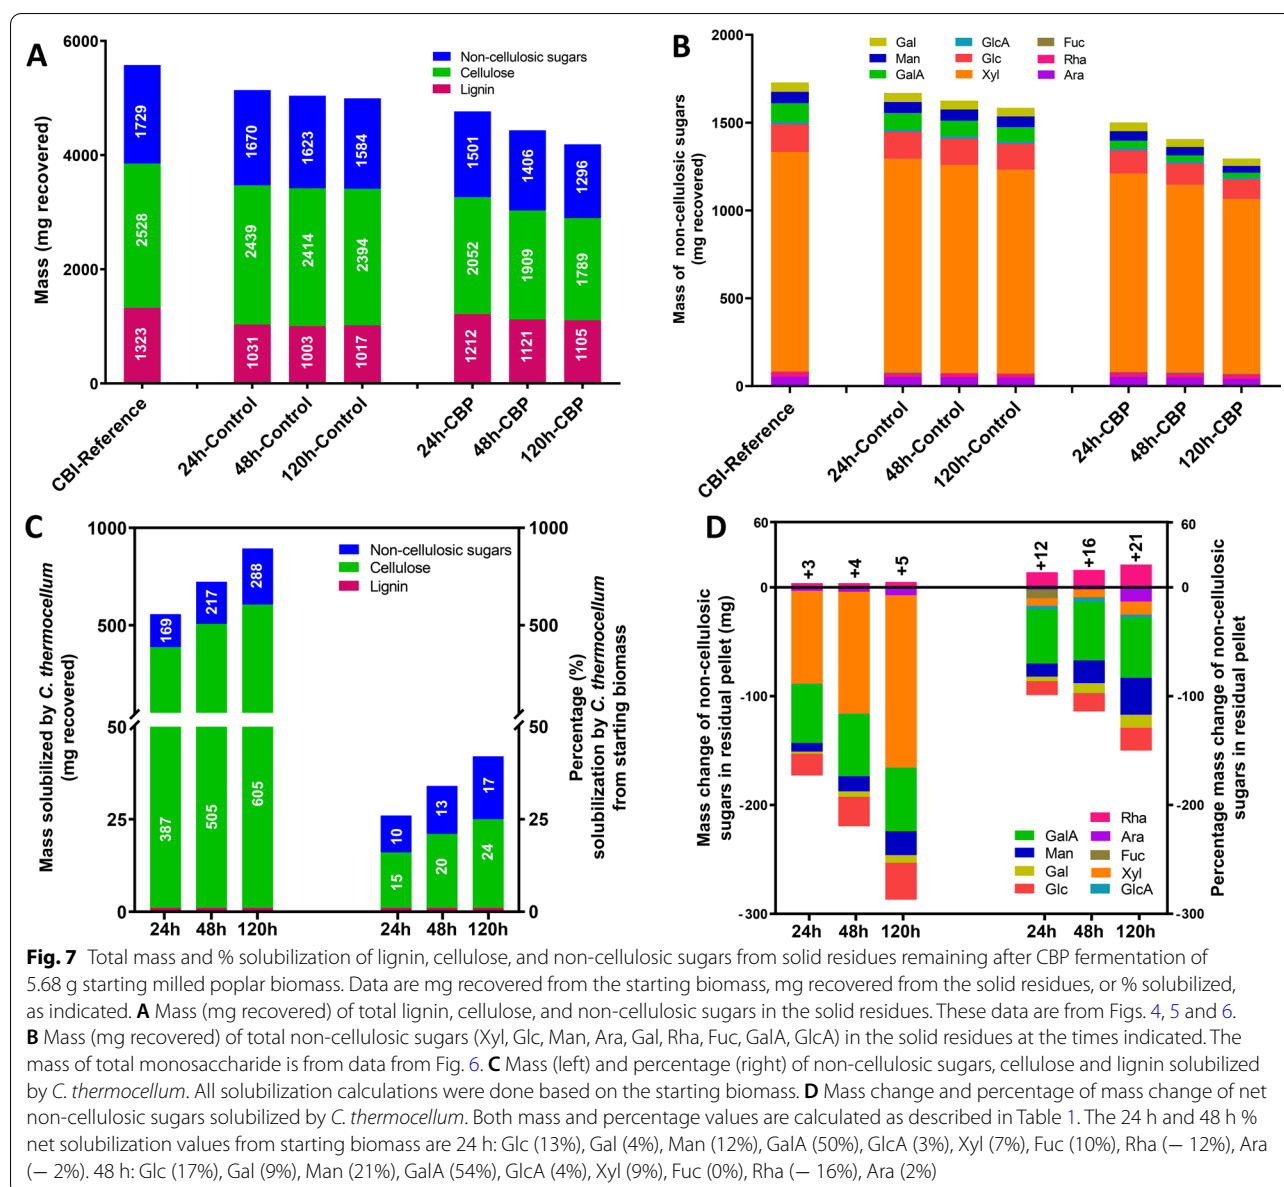 A
Mass (mg recovered)
6000
4000
2000
0
Non-cellulosic sugars
Cellulose
Lignin
1729
2528
1323
1670
2439
1031
1623
2414
1003
1584
2394
1017
1501
2052
1212
1406
1909
1121
1296
1789
1105
CBI-Reference
24h-Control
48h-Control
120h-Control
24h-CBP
48h-CBP
120h-CBP
B
Mass of non-cellulosic sugars
(mg recovered)
2000
1500
1000
500
0
Gal GlcA Fuc
Man Glc Rha
GalA Xyl Ara
CBI-Reference
24h-Control
48h-Control
120h-Control
24h-CBP
48h-CBP
120h-CBP
C
Mass solubilized by C. thermocellum
(mg recovered)
1000
500
50
25
0
Non-cellulosic sugars
Cellulose
Lignin
169
387
217
505
288
605
10
15
13
20
17
24
24h 48h 120h 24h 48h 120h
1000
500
50
25
0
Percentage (%)
solubilization by C. thermocellum
from starting biomass
D
Mass change of non-cellulosic
sugars in residual pellet (mg)
60
0
-100
-200
-300
+3
+4
+5
+12
+16
+21
Rha
GalA Ara
Man Fuc
Gal Xyl
Glc GlcA
24h 48h 120h 24h 48h 120h
60
0
-100
-200
-300
Percentage mass change of non-cellulosic
sugars in residual pellet
Fig. 7 Total mass and % solubilization of lignin, cellulose, and non-cellulosic sugars from solid residues remaining after CBP fermentation of
5.68 g starting milled poplar biomass. Data are mg recovered from the starting biomass, mg recovered from the solid residues, or % solubilized,
as indicated. A Mass (mg recovered) of total lignin, cellulose, and non-cellulosic sugars in the solid residues. These data are from Figs. 4, 5 and 6.
B Mass (mg recovered) of total non-cellulosic sugars (Xyl, Glc, Man, Ara, Gal, Rha, Fuc, GalA, GlcA) in the solid residues at the times indicated. The
mass of total monosaccharide is from data from Fig. 6. C Mass (left) and percentage (right) of non-cellulosic sugars, cellulose and lignin solubilized
by C. thermocellum. All solubilization calculations were done based on the starting biomass. D Mass change and percentage of mass change of net
non-cellulosic sugars solubilized by C. thermocellum. Both mass and percentage values are calculated as described in Table 1. The 24 h and 48 h %
net solubilization values from starting biomass are 24 h: Glc (13%), Gal (4%), Man (12%), GalA (50%), GlcA (3%), Xyl (7%), Fuc (10%), Rha (− 12%), Ara
(− 2%). 48 h: Glc (17%), Gal (9%), Man (21%), GalA (54%), GlcA (4%), Xyl (9%), Fuc (0%), Rha (− 16%), Ara (2%)